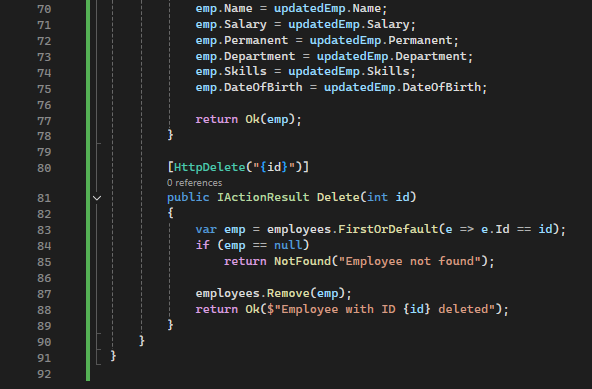 70 emp.Name = updatedEmp.Name;
71 emp.Salary = updatedEmp.Salary;
72 emp.Permanent = updatedEmp.Permanent;
73 emp.Department = updatedEmp.Department;
74 emp.Skills = updatedEmp.Skills;
75 emp.DateOfBirth = updatedEmp.DateOfBirth;
76
77 return Ok(emp);
78 }
79
80 [HttpDelete("{id}")]
0 references
81 public IActionResult Delete(int id)
82 {
83 var emp = employees.FirstOrDefault(e => e.Id == id);
84 if (emp == null)
85 return NotFound("Employee not found");
86
87 employees.Remove(emp);
88 return Ok($"Employee with ID {id} deleted");
89 }
90 }
91 }
92